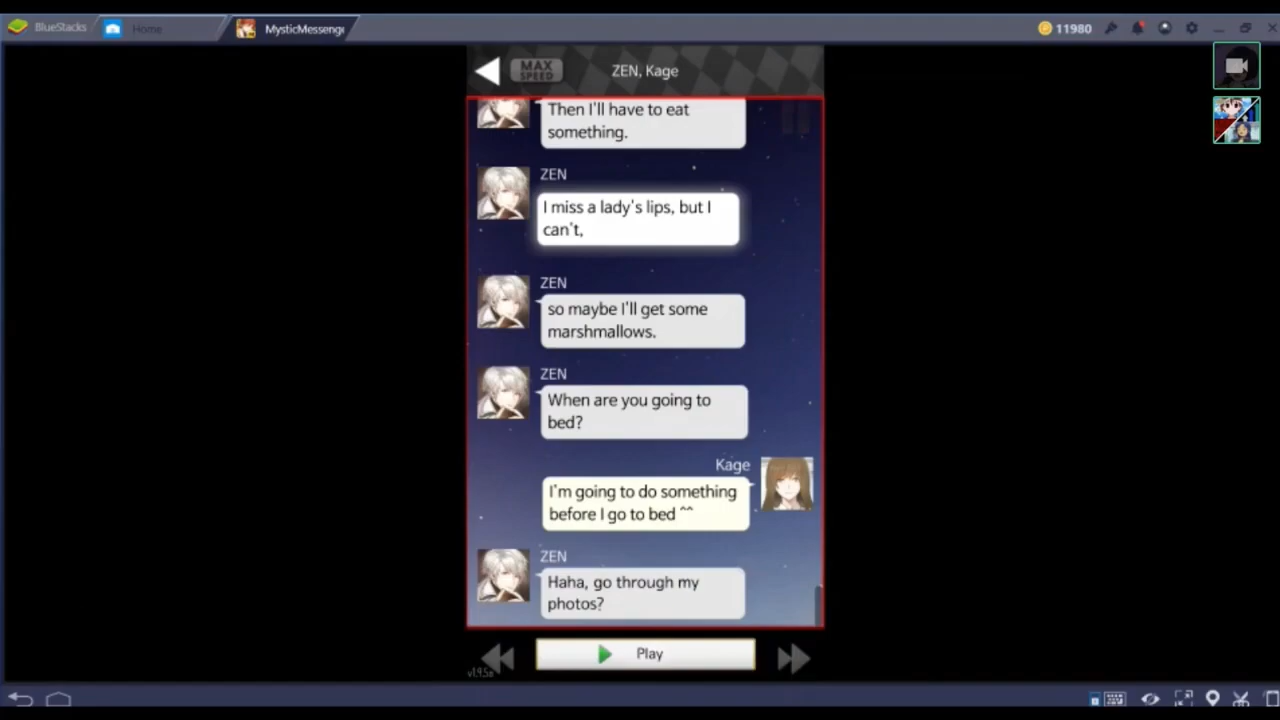 BlueStacks
Home
MysticMesseng
11980
MAX
SPEED
ZEN, Kage
Then I'll have to eat
something.
ZEN
I miss a lady's lips, but I
can't,
ZEN
so maybe I'll get some
marshmallows.
ZEN
When are you going to
bed?
Kage
I'm going to do something
before I go to bed ^^
ZEN
Haha, go through my
photos?
Play